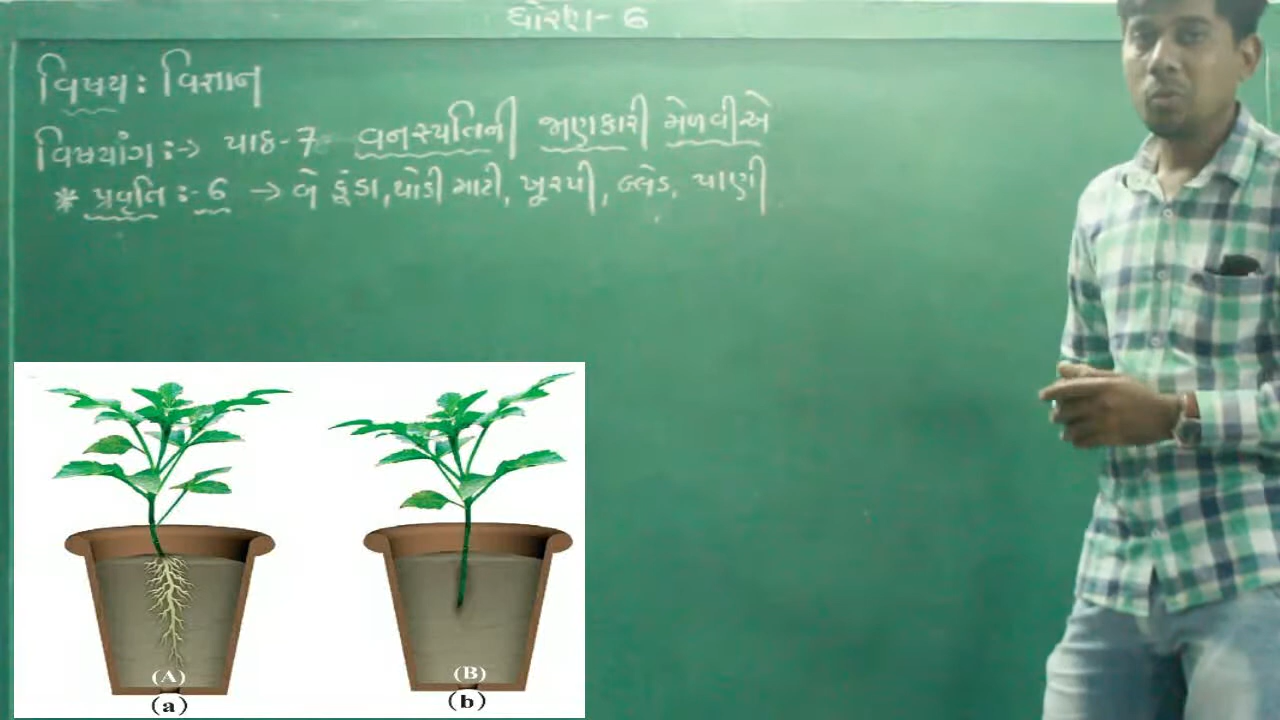 ધોરણ - 6
વિષય : વિજ્ઞાન
વિષયાંગ :→ પાઠ-7 વનસ્પતિની જાણકારી મેળવીએ
* પ્રવૃતિ :- 6 → બે કૂંડા, થોડી માટી, ખૂરપી, બ્લેડ, પાણી
(A) (B)
(a) (b)